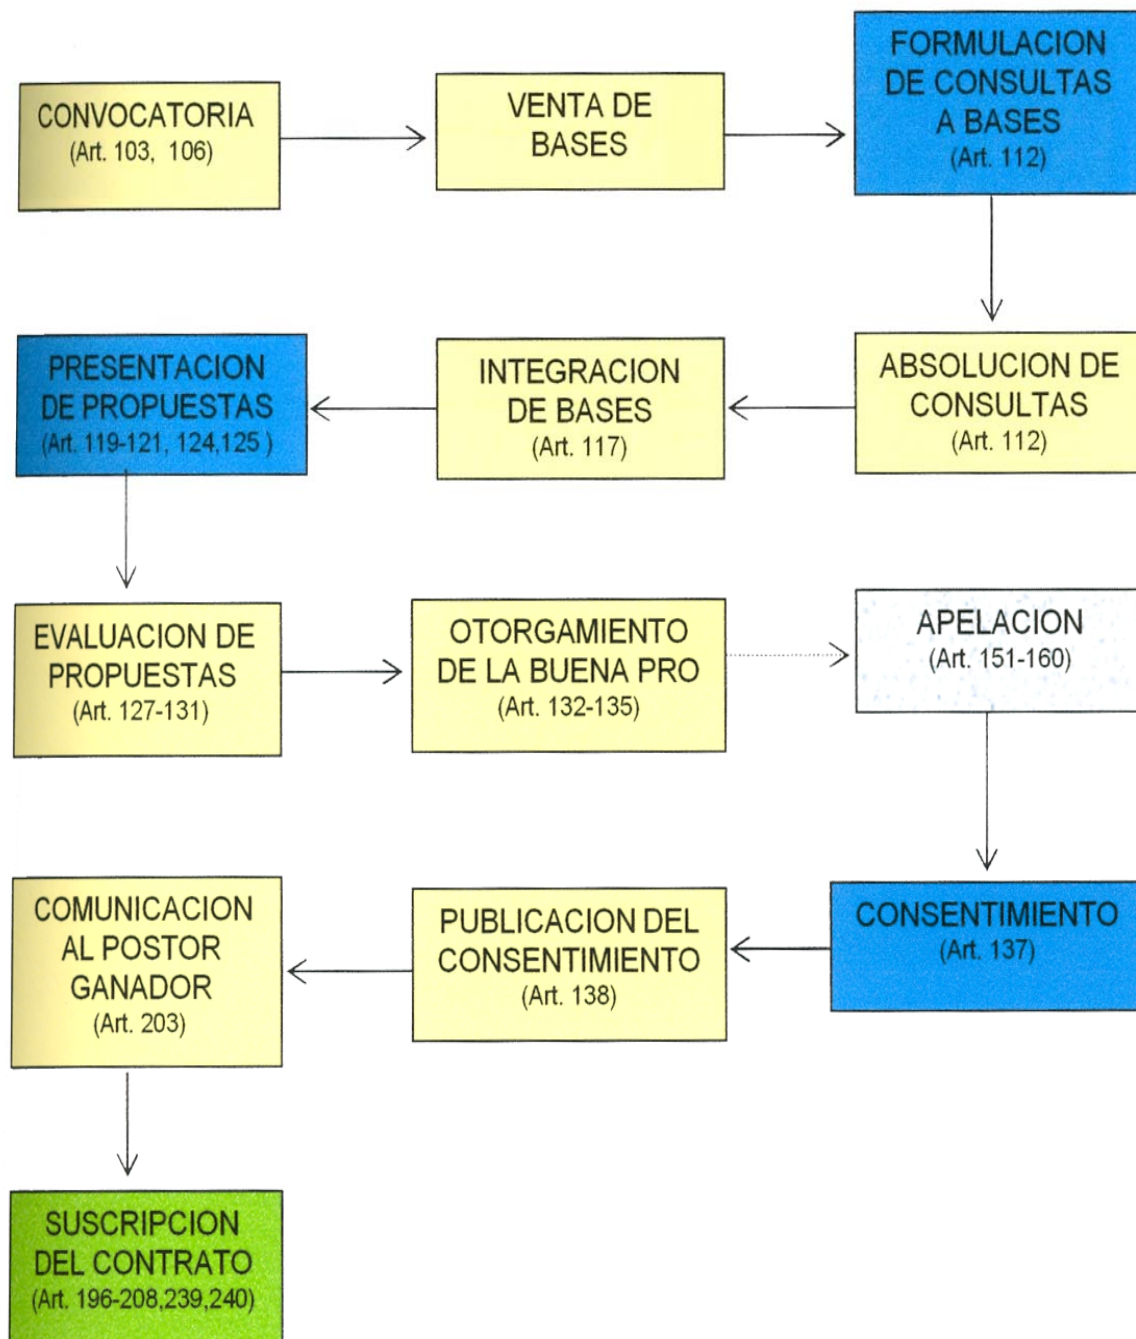 CONVOCATORIA
(Art. 103, 106)
VENTA DE
BASES
FORMULACION
DE CONSULTAS
A BASES
(Art. 112)
ABSOLUCION DE
CONSULTAS
(Art. 112)
INTEGRACION
DE BASES
(Art. 117)
PRESENTACION
DE PROPUESTAS
(Art. 119-121, 124,125 )
EVALUACION DE
PROPUESTAS
(Art. 127-131)
OTORGAMIENTO
DE LA BUENA PRO
(Art. 132-135)
APELACION
(Art. 151-160)
CONSENTIMIENTO
(Art. 137)
PUBLICACION DEL
CONSENTIMIENTO
(Art. 138)
COMUNICACION
AL POSTOR
GANADOR
(Art. 203)
SUSCRIPCION
DEL CONTRATO
(Art. 196-208,239,240)